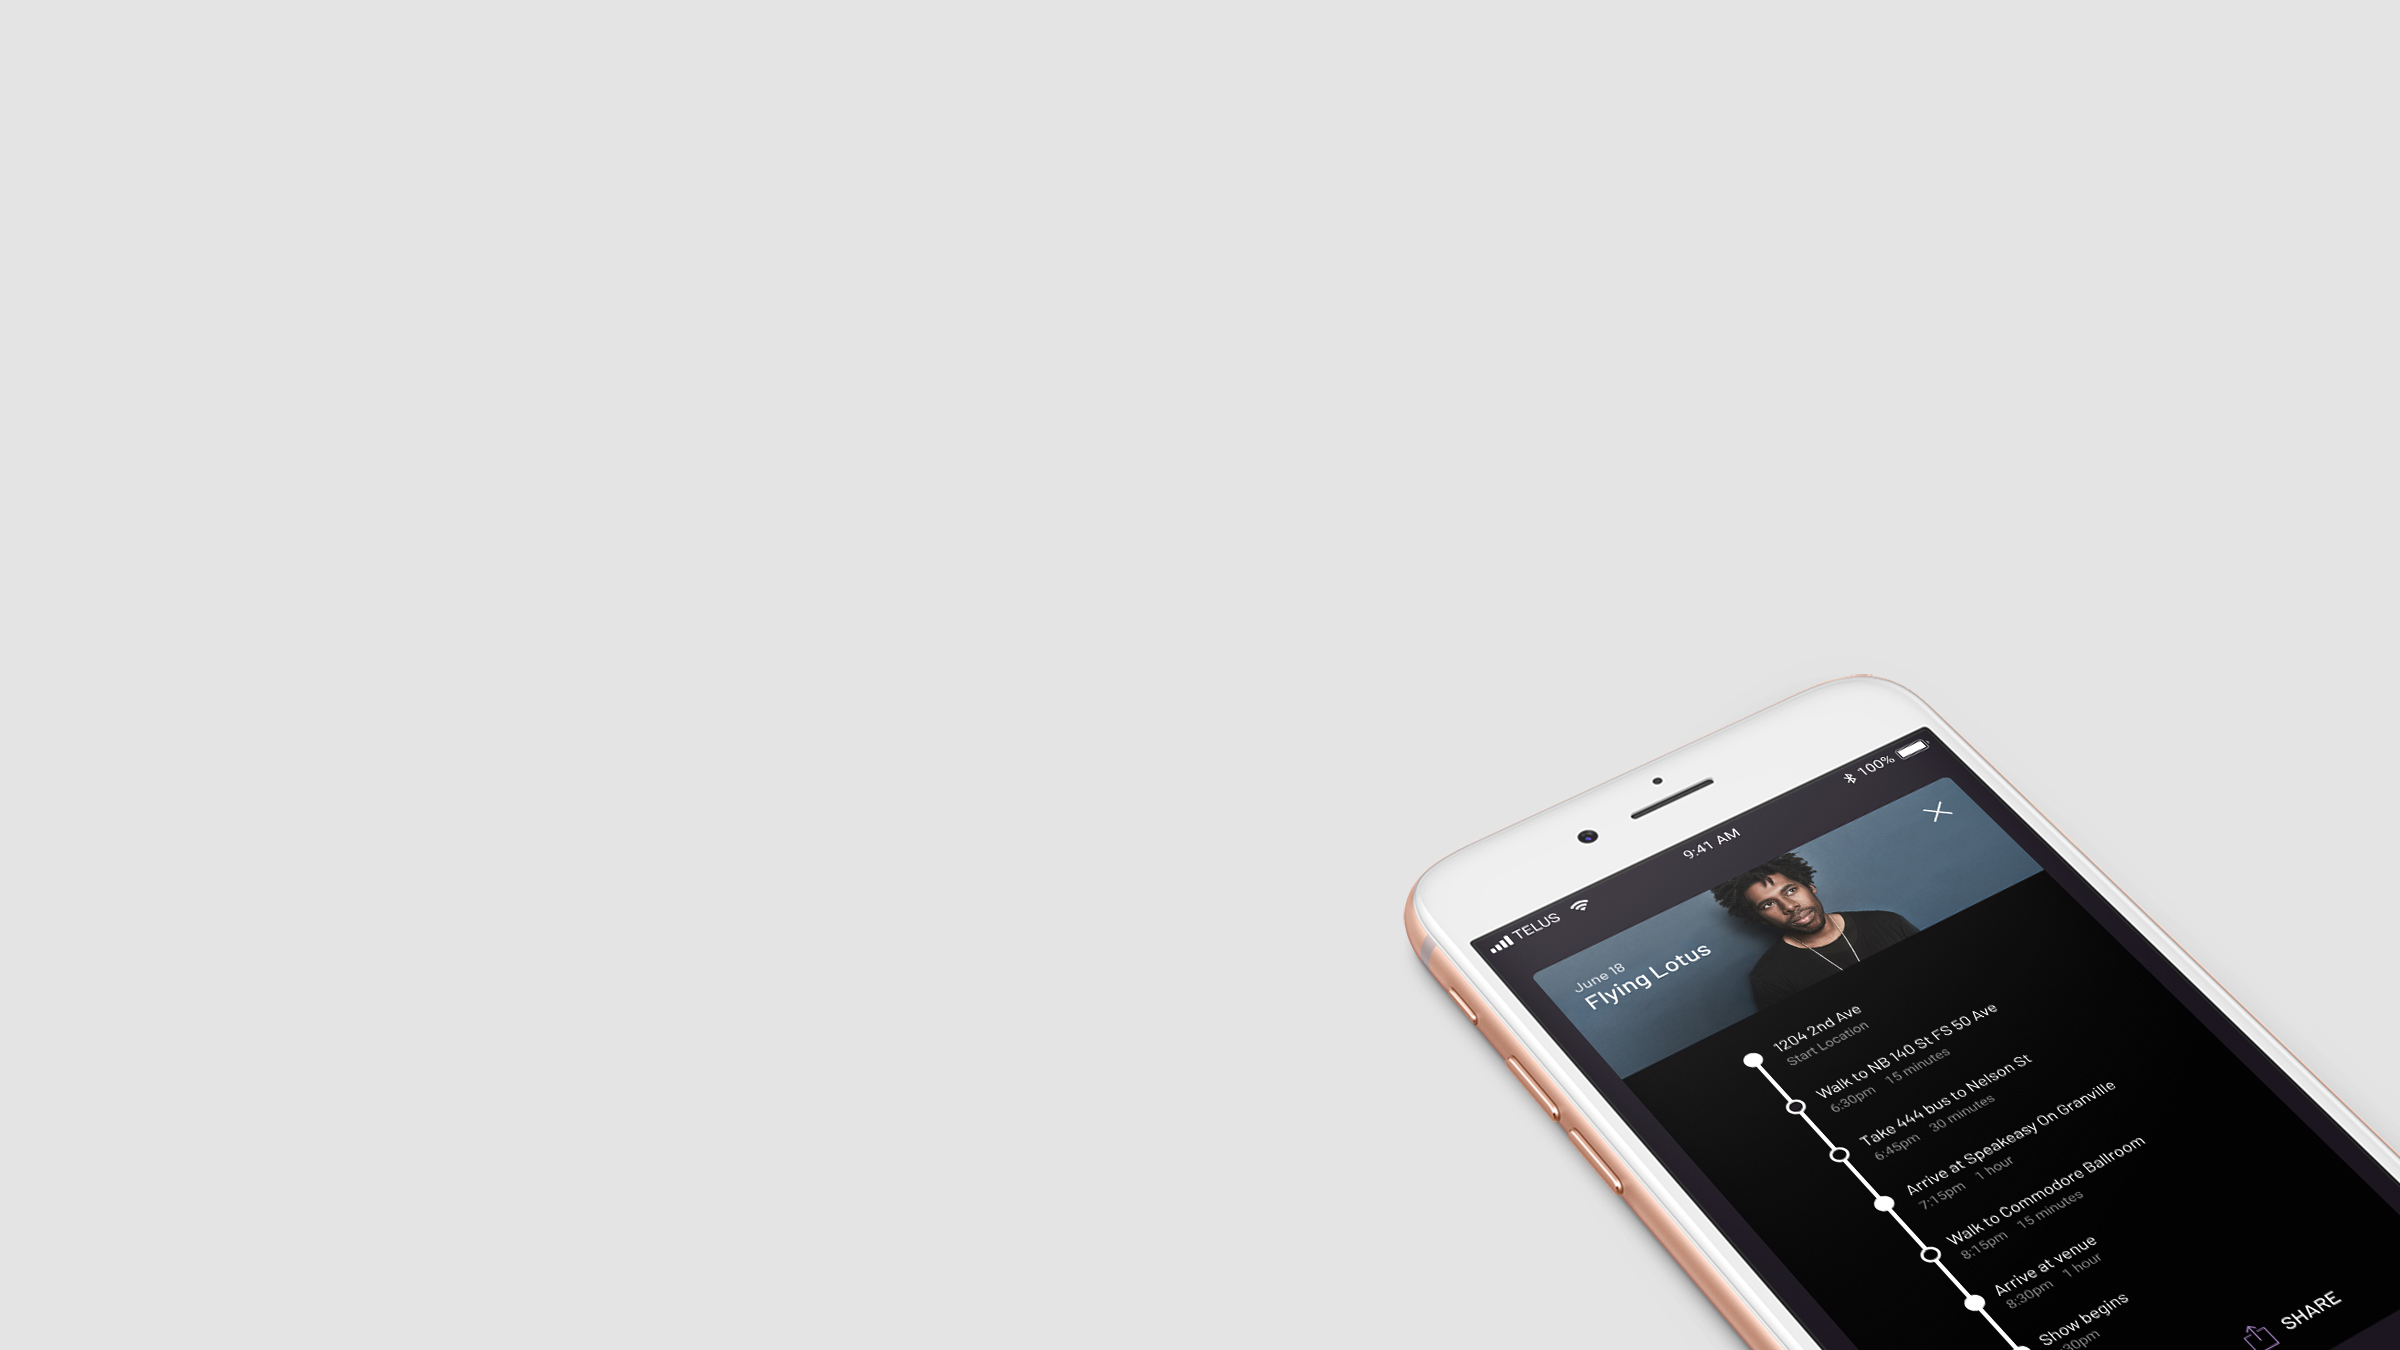 TELUS 9:41 AM 100%
June 18
Flying Lotus
1204 2nd Ave
Start Location
Walk to NB 140 St FS 50 Ave
6:30pm 15 minutes
Take 444 bus to Nelson St
6:45pm 30 minutes
Arrive at Speakeasy On Granville
7:15pm 1 hour
Walk to Commodore Ballroom
8:15pm 15 minutes
Arrive at venue
8:30pm 1 hour
Show begins
SHARE